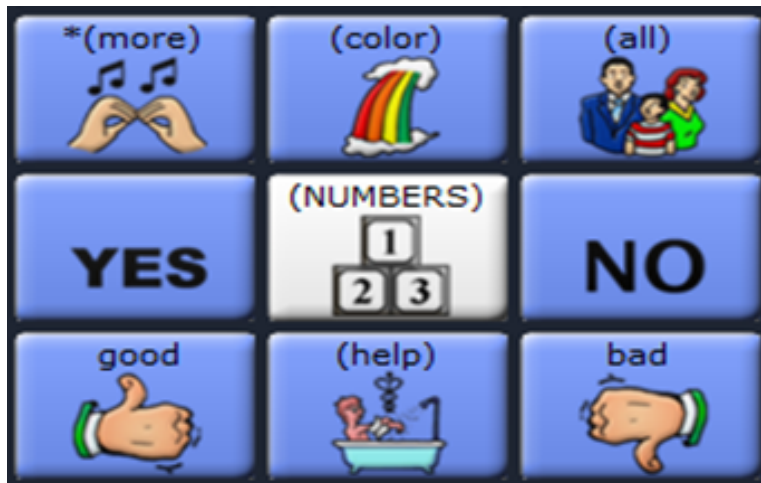 *(more)
(color)
(all)
YES
(NUMBERS)
1
2 3
NO
good
(help)
bad